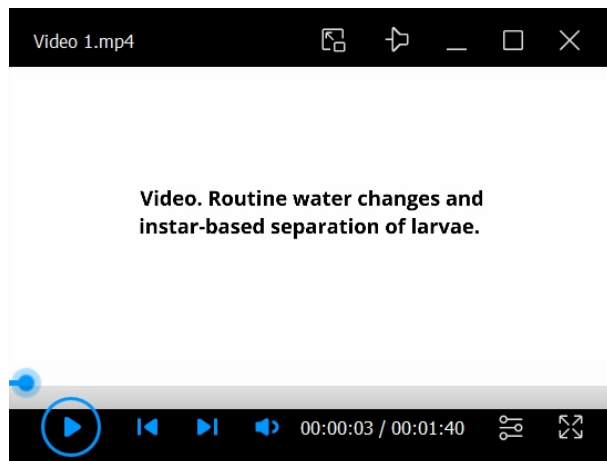 Video 1.mp4
Video. Routine water changes and
instar-based separation of larvae.
00:00:03 / 00:01:40